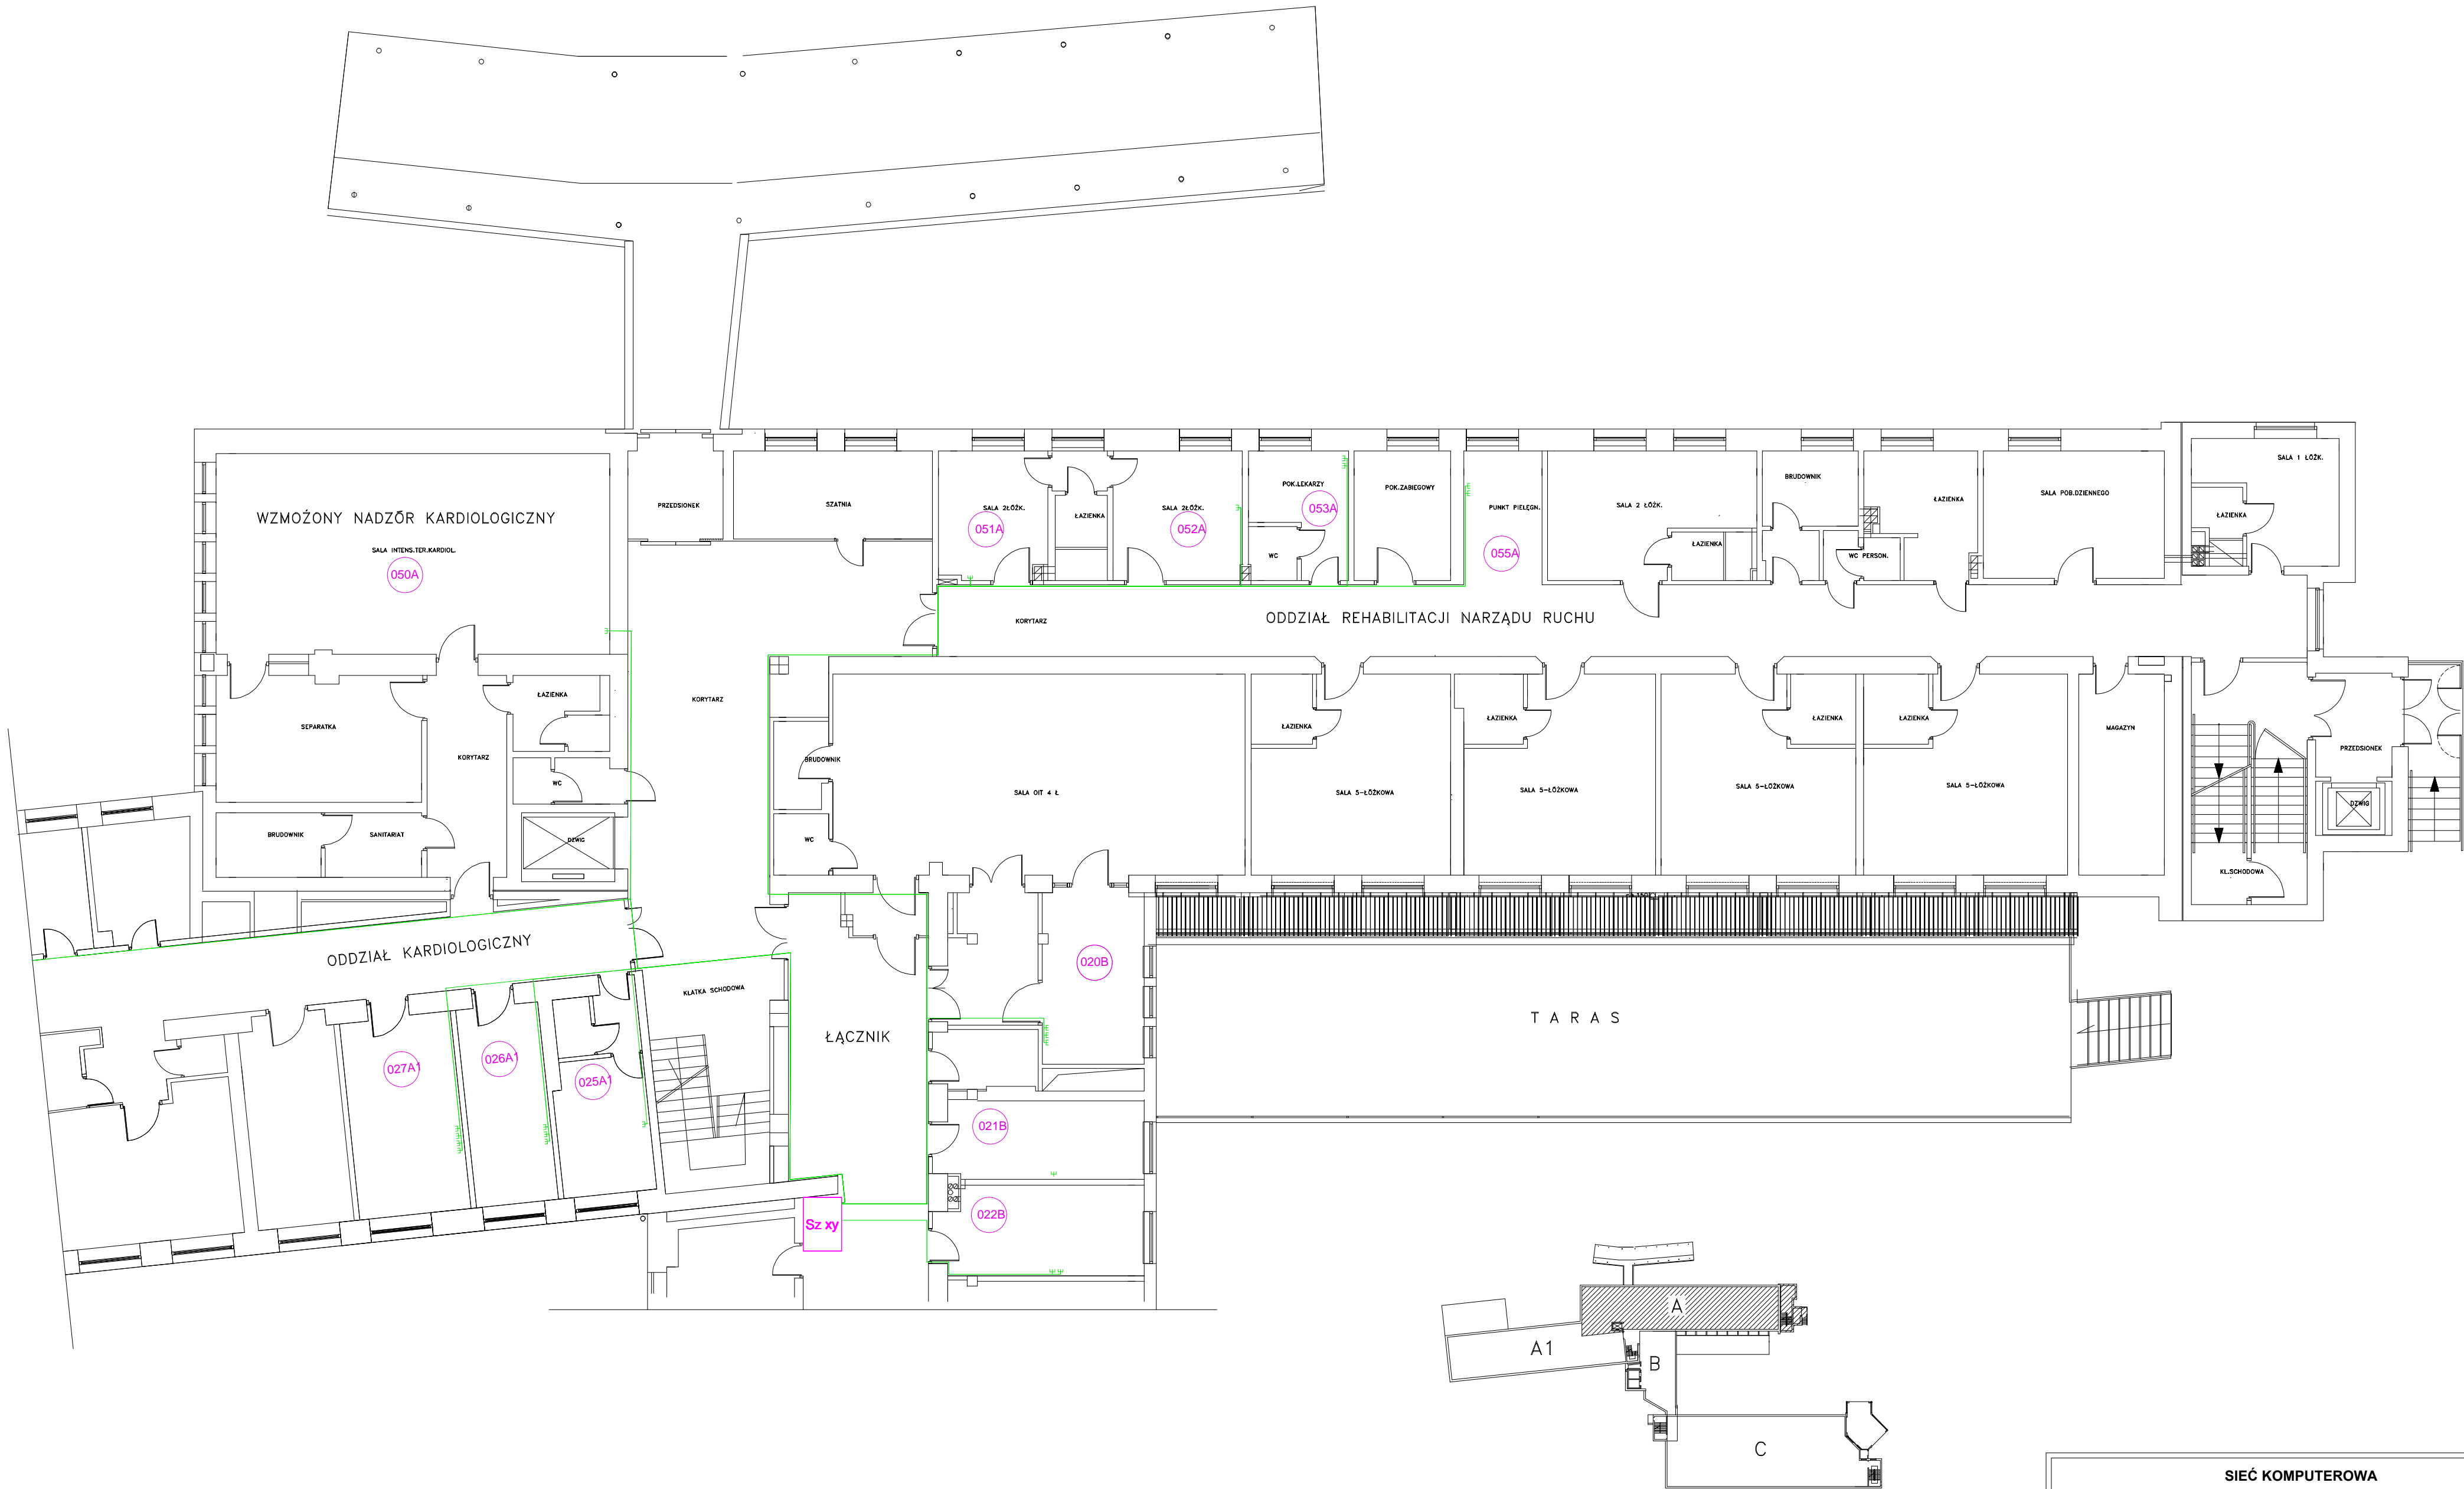 WZMOŻONY NADZÓR KARDIOLOGICZNY
SALA INTENS.TER.KARDIOL.
050A
PRZEDSIONEK
SZATNIA
SALA 2ŁÓŻK.
051A
ŁAZIENKA
SALA 2ŁÓŻK.
052A
POK.LEKARZY
053A
WC
POK.ZABIEGOWY
PUNKT PIELĘGN.
055A
SALA 2 ŁÓŻK.
ŁAZIENKA
BRUDOWNIK
WC PERSON.
ŁAZIENKA
SALA POB.DZIENNEGO
SALA 1 ŁÓŻK.
ŁAZIENKA
KORYTARZ
ODDZIAŁ REHABILITACJI NARZĄDU RUCHU
SEPARATKA
KORYTARZ
ŁAZIENKA
WC
BRUDOWNIK
SANITARIAT
DŹWIG
KORYTARZ
BRUDOWNIK
WC
SALA OIT 4 Ł
ŁAZIENKA
SALA 5-ŁÓŻKOWA
ŁAZIENKA
SALA 5-ŁÓŻKOWA
ŁAZIENKA
SALA 5-ŁÓŻKOWA
ŁAZIENKA
SALA 5-ŁÓŻKOWA
MAGAZYN
PRZEDSIONEK
DŹWIG
KL.SCHODOWA
ODDZIAŁ KARDIOLOGICZNY
KLATKA SCHODOWA
ŁĄCZNIK
020B
TARAS
027A1
026A1
025A1
021B
022B
Sz xy
A
A1
B
C
SIEĆ KOMPUTEROWA